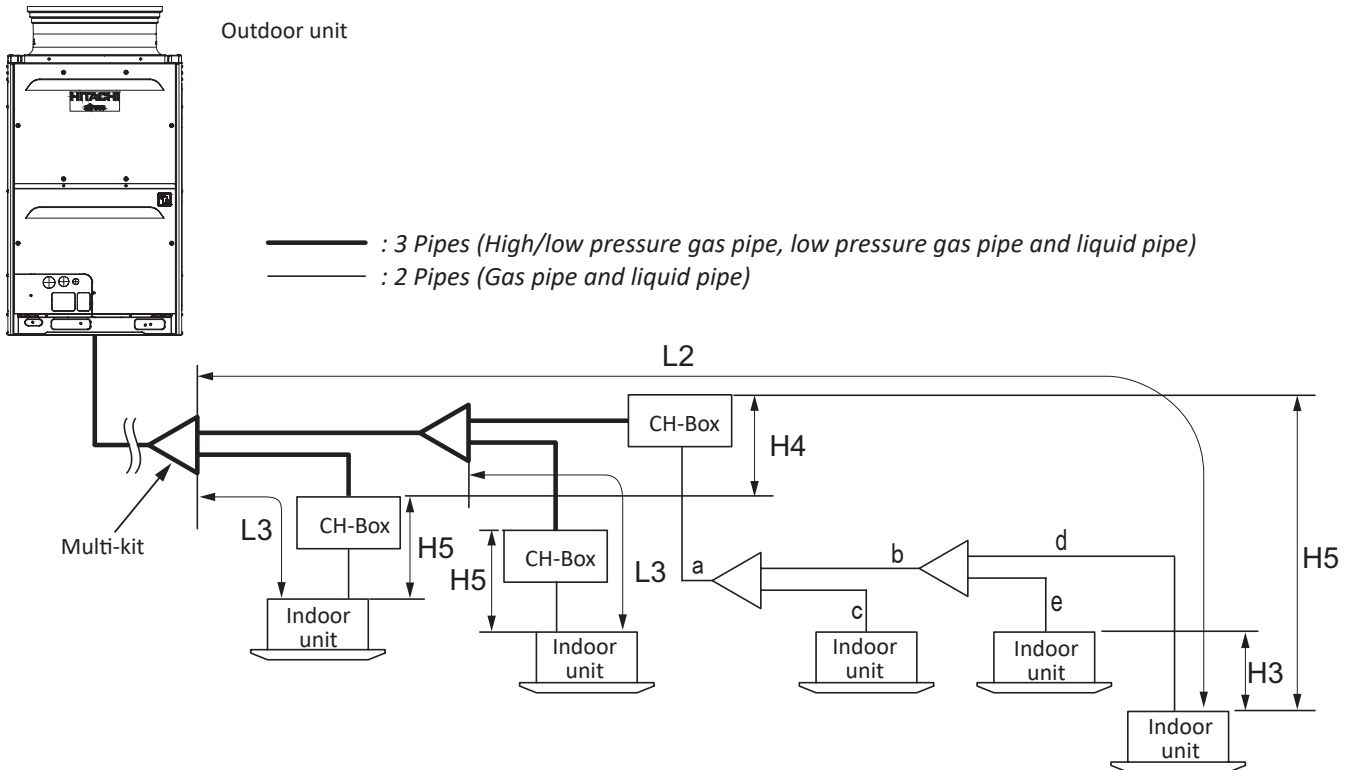 Outdoor unit
HITACHI
: 3 Pipes (High/low pressure gas pipe, low pressure gas pipe and liquid pipe)
: 2 Pipes (Gas pipe and liquid pipe)
L2
CH-Box
H4
Multi-kit
L3
CH-Box
H5
H5
CH-Box
L3
a
b
d
H5
c
e
Indoor
unit
Indoor
unit
Indoor
unit
Indoor
unit
H3
Indoor
unit